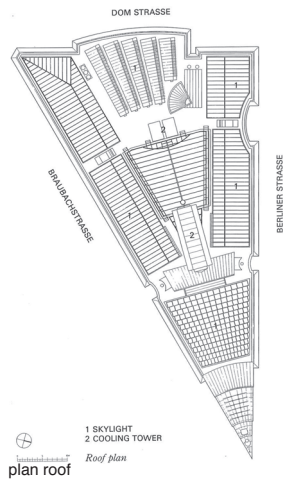 DOM STRASSE
1
1
2
1
BRAUBACHSTRASSE
1
BERLINER STRASSE
2
1
1 SKYLIGHT
2 COOLING TOWER
Roof plan
plan roof